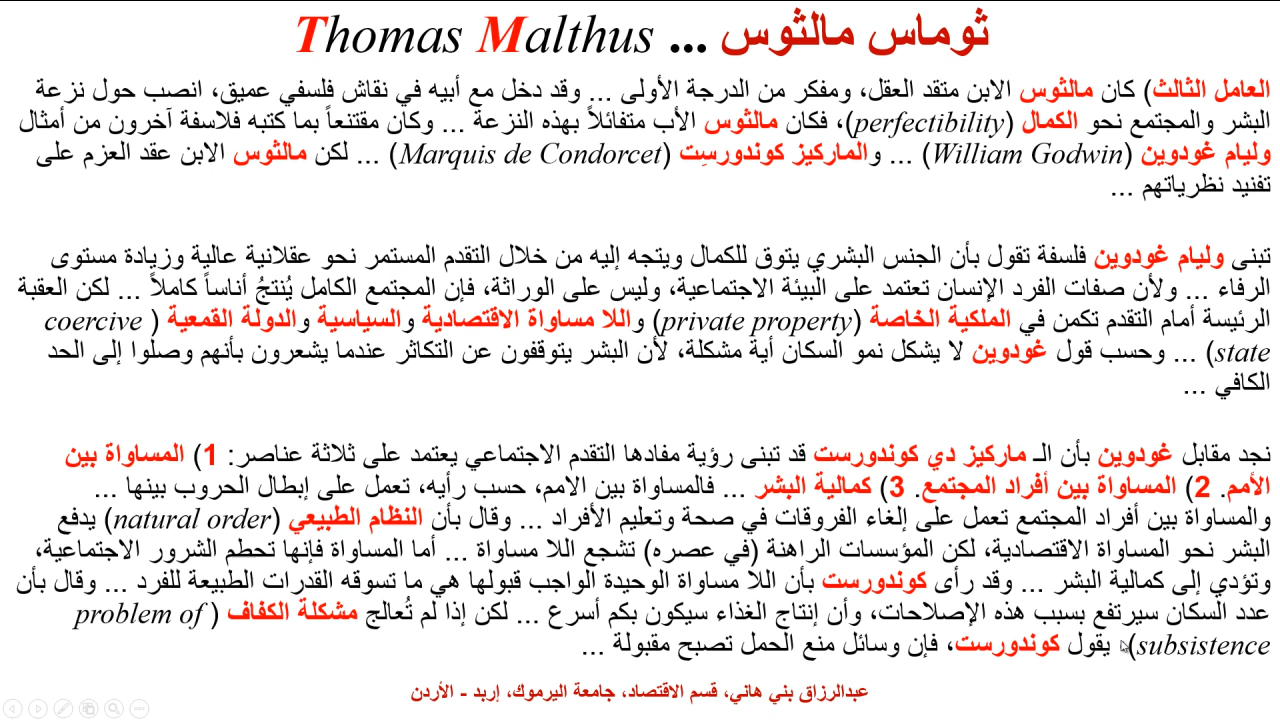 ثوماس مالثوس ... Thomas Malthus
العامل الثالث) كان مالثوس الابن متقد العقل، ومفكر من الدرجة الأولى ... وقد دخل مع أبيه في نقاش فلسفي عميق، انصب حول نزعة
البشر والمجتمع نحو الكمال (perfectibility)، فكان مالثوس الأب متفائلاً بهذه النزعة ... وكان مقتنعاً بما كتبه فلاسفة آخرون من أمثال
وليام غودوين (William Godwin) ... والماركيز كوندورسِت (Marquis de Condorcet) ... لكن مالثوس الابن عقد العزم على
تفنيد نظرياتهم ...
تبنى وليام غودوين فلسفة تقول بأن الجنس البشري يتوق للكمال ويتجه إليه من خلال التقدم المستمر نحو عقلانية عالية وزيادة مستوى
الرفاء ... ولأن صفات الفرد الإنسان تعتمد على البيئة الاجتماعية، وليس على الوراثة، فإن المجتمع الكامل يُنتجُ أناساً كاملاً ... لكن العقبة
الرئيسة أمام التقدم تكمن في الملكية الخاصة (private property) واللا مساواة الاقتصادية والسياسية والدولة القمعية (coercive
state) ... وحسب قول غودوين لا يشكل نمو السكان أية مشكلة، لأن البشر يتوقفون عن التكاثر عندما يشعرون بأنهم وصلوا إلى الحد
الكافي ...
نجد مقابل غودوين بأن الـ ماركيز دي كوندورست قد تبنى رؤية مفادها التقدم الاجتماعي يعتمد على ثلاثة عناصر: 1) المساواة بين
الأمم. 2) المساواة بين أفراد المجتمع. 3) كمالية البشر ... فالمساواة بين الامم، حسب رأيه، تعمل على إبطال الحروب بينها ...
والمساواة بين أفراد المجتمع تعمل على إلغاء الفروقات في صحة وتعليم الأفراد ... وقال بأن النظام الطبيعي (natural order) يدفع
البشر نحو المساواة الاقتصادية، لكن المؤسسات الراهنة (في عصره) تشجع اللا مساواة ... أما المساواة فإنها تحطم الشرور الاجتماعية،
وتؤدي إلى كمالية البشر ... وقد رأى كوندورست بأن اللا مساواة الوحيدة الواجب قبولها هي ما تسوقه القدرات الطبيعة للفرد ... وقال بأن
عدد السكان سيرتفع بسبب هذه الإصلاحات، وأن إنتاج الغذاء سيكون بكم أسرع ... لكن إذا لم تُعالج مشكلة الكفاف (problem of
subsistence) يقول كوندورست، فإن وسائل منع الحمل تصبح مقبولة ...
عبدالرزاق بني هاني، قسم الاقتصاد، جامعة اليرموك، إربد - الأردن